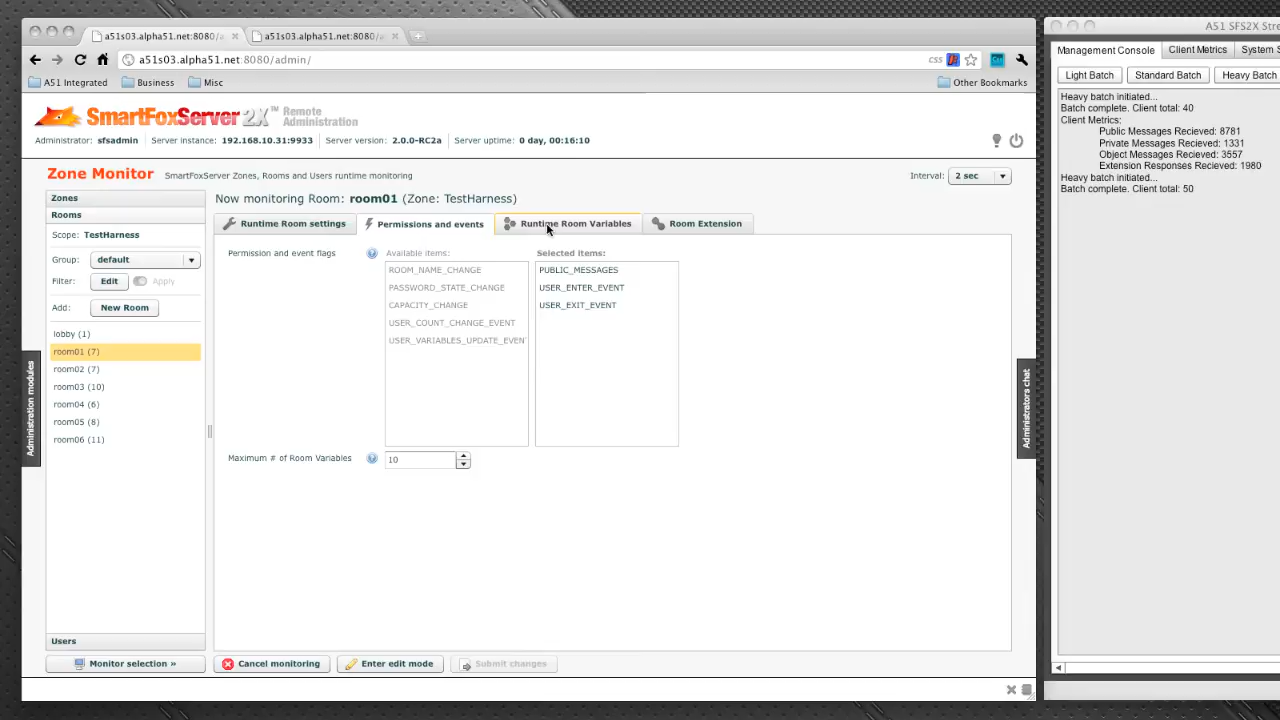 a51s03.alpha51.net:8080/a
a51s03.alpha51.net:8080/a
a51s03.alpha51.net:8080/admin/
css
A51 Integrated
Business
Misc
Other Bookmarks
SmartFoxServer 2X
Remote
Administration
Administrator: sfsadmin
Server instance: 192.168.10.31:9933
Server version: 2.0.0-RC2a
Server uptime: 0 day, 00:16:10
Zone Monitor
SmartFoxServer Zones, Rooms and Users runtime monitoring
Interval: 2 sec
Zones
Rooms
Scope: TestHarness
Group: default
Filter: Edit Apply
Add: New Room
lobby (1)
room01 (7)
room02 (7)
room03 (10)
room04 (6)
room05 (8)
room06 (11)
Users
Monitor selection »
Administration modules
Now monitoring Room: room01 (Zone: TestHarness)
Runtime Room settings
Permissions and events
Runtime Room Variables
Room Extension
Permission and event flags
Available items:
ROOM_NAME_CHANGE
PASSWORD_STATE_CHANGE
CAPACITY_CHANGE
USER_COUNT_CHANGE_EVENT
USER_VARIABLES_UPDATE_EVEN
Selected items:
PUBLIC_MESSAGES
USER_ENTER_EVENT
USER_EXIT_EVENT
Maximum # of Room Variables
10
Cancel monitoring
Enter edit mode
Submit changes
Administrators chat
A51 SFS2X Stre
Management Console
Client Metrics
System S
Light Batch
Standard Batch
Heavy Batch
Heavy batch initiated...
Batch complete. Client total: 40
Client Metrics:
Public Messages Recieved: 8781
Private Messages Recieved: 1331
Object Messages Recieved: 3557
Extension Responses Recieved: 1980
Heavy batch initiated...
Batch complete. Client total: 50